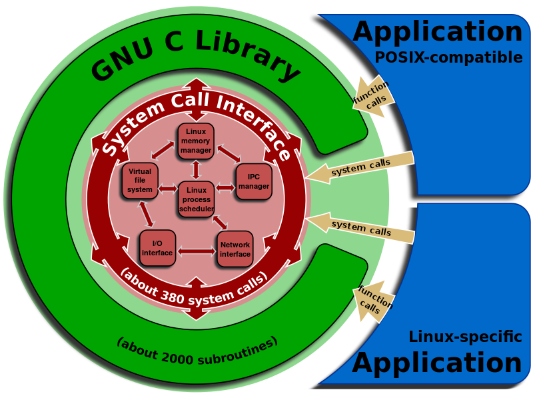 GNU C Library
System Call Interface
Linux
memory
manager
Virtual
file
system
IPC
manager
Linux
process
scheduler
I/O
interface
Network
interface
(about 380 system calls)
(about 2000 subroutines)
Application
POSIX-compatible
function
calls
system calls
system calls
function
calls
Linux-specific
Application